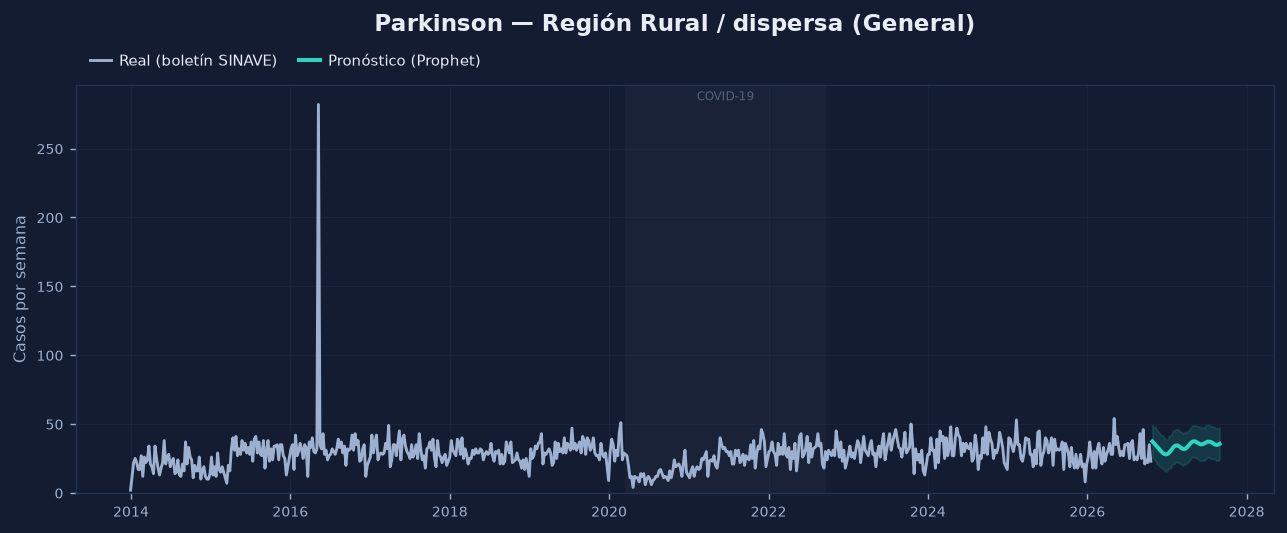 Parkinson — Región Rural / dispersa (General)
Real (boletín SINAVE)
Pronóstico (Prophet)
COVID-19
Casos por semana
250
200
150
100
50
0
2014
2016
2018
2020
2022
2024
2026
2028